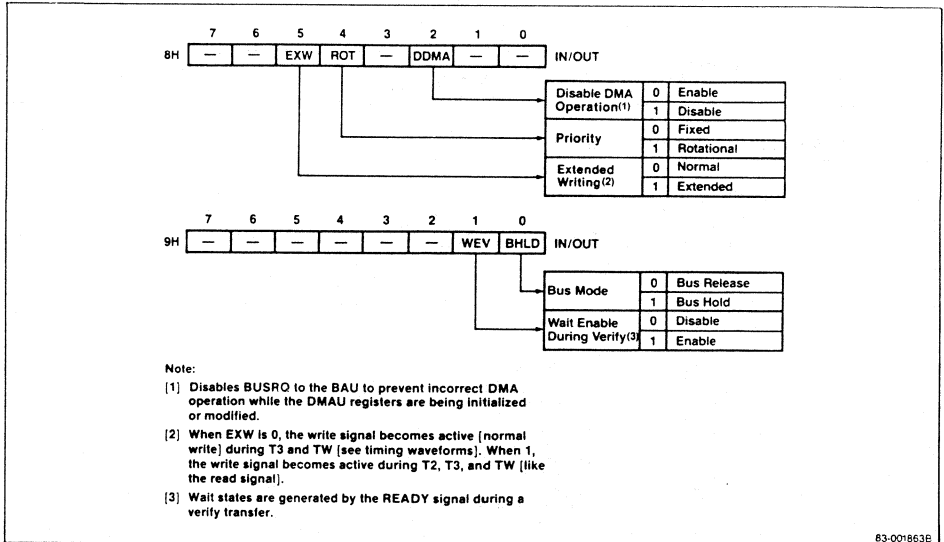 7 6 5 4 3 2 1 0
8H — — EXW ROT — DDMA — — IN/OUT
Disable DMA Operation(1) 0 Enable
1 Disable
Priority 0 Fixed
1 Rotational
Extended Writing(2) 0 Normal
1 Extended
7 6 5 4 3 2 1 0
9H — — — — — — WEV BHLD IN/OUT
Bus Mode 0 Bus Release
1 Bus Hold
Wait Enable During Verify(3) 0 Disable
1 Enable
Note:
[1] Disables BUSRQ to the BAU to prevent incorrect DMA
operation while the DMAU registers are being initialized
or modified.
[2] When EXW is 0, the write signal becomes active [normal
write] during T3 and TW [see timing waveforms]. When 1,
the write signal becomes active during T2, T3, and TW [like
the read signal].
[3] Wait states are generated by the READY signal during a
verify transfer.
83-001863B